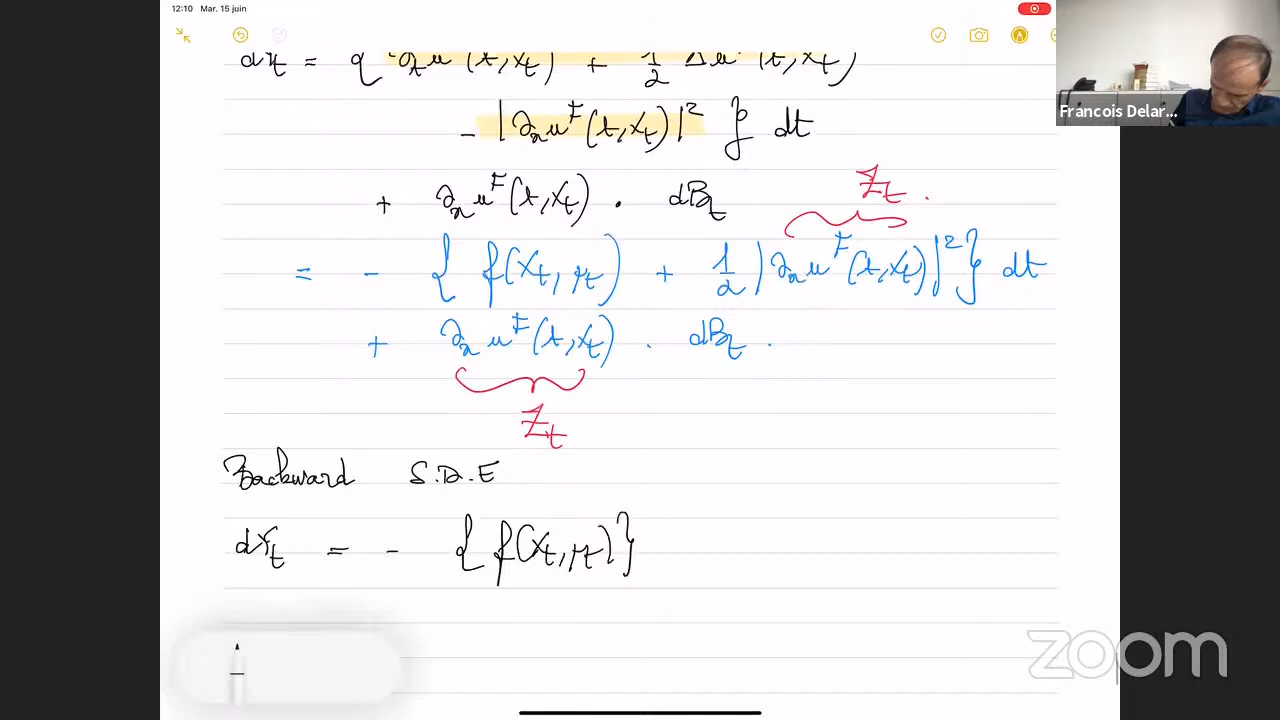 12:10 Mar. 15 juin
dY_t = { ∂_t u^F(t,X_t) + 1/2 Δu^F(t,X_t)
- |∂_x u^F(t,X_t)|² } dt
+ ∂_x u^F(t,X_t) . dB_t
Z_t .
= - { f(X_t, μ_t) + 1/2 |∂_x u^F(t,X_t)|² } dt
+ ∂_x u^F(t,X_t) . dB_t .
Z_t
Backward S.D.E
dY_t = - { f(X_t, μ_t) }
Francois Delar...
zoom